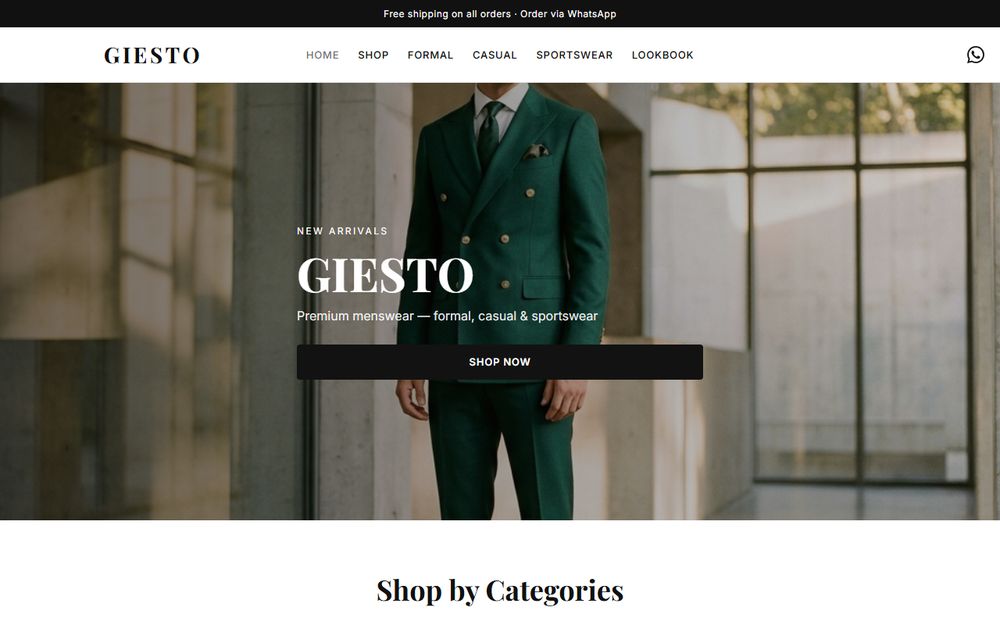 Free shipping on all orders · Order via WhatsApp
GIESTO
HOME SHOP FORMAL CASUAL SPORTSWEAR LOOKBOOK
NEW ARRIVALS
GIESTO
Premium menswear — formal, casual & sportswear
SHOP NOW
Shop by Categories